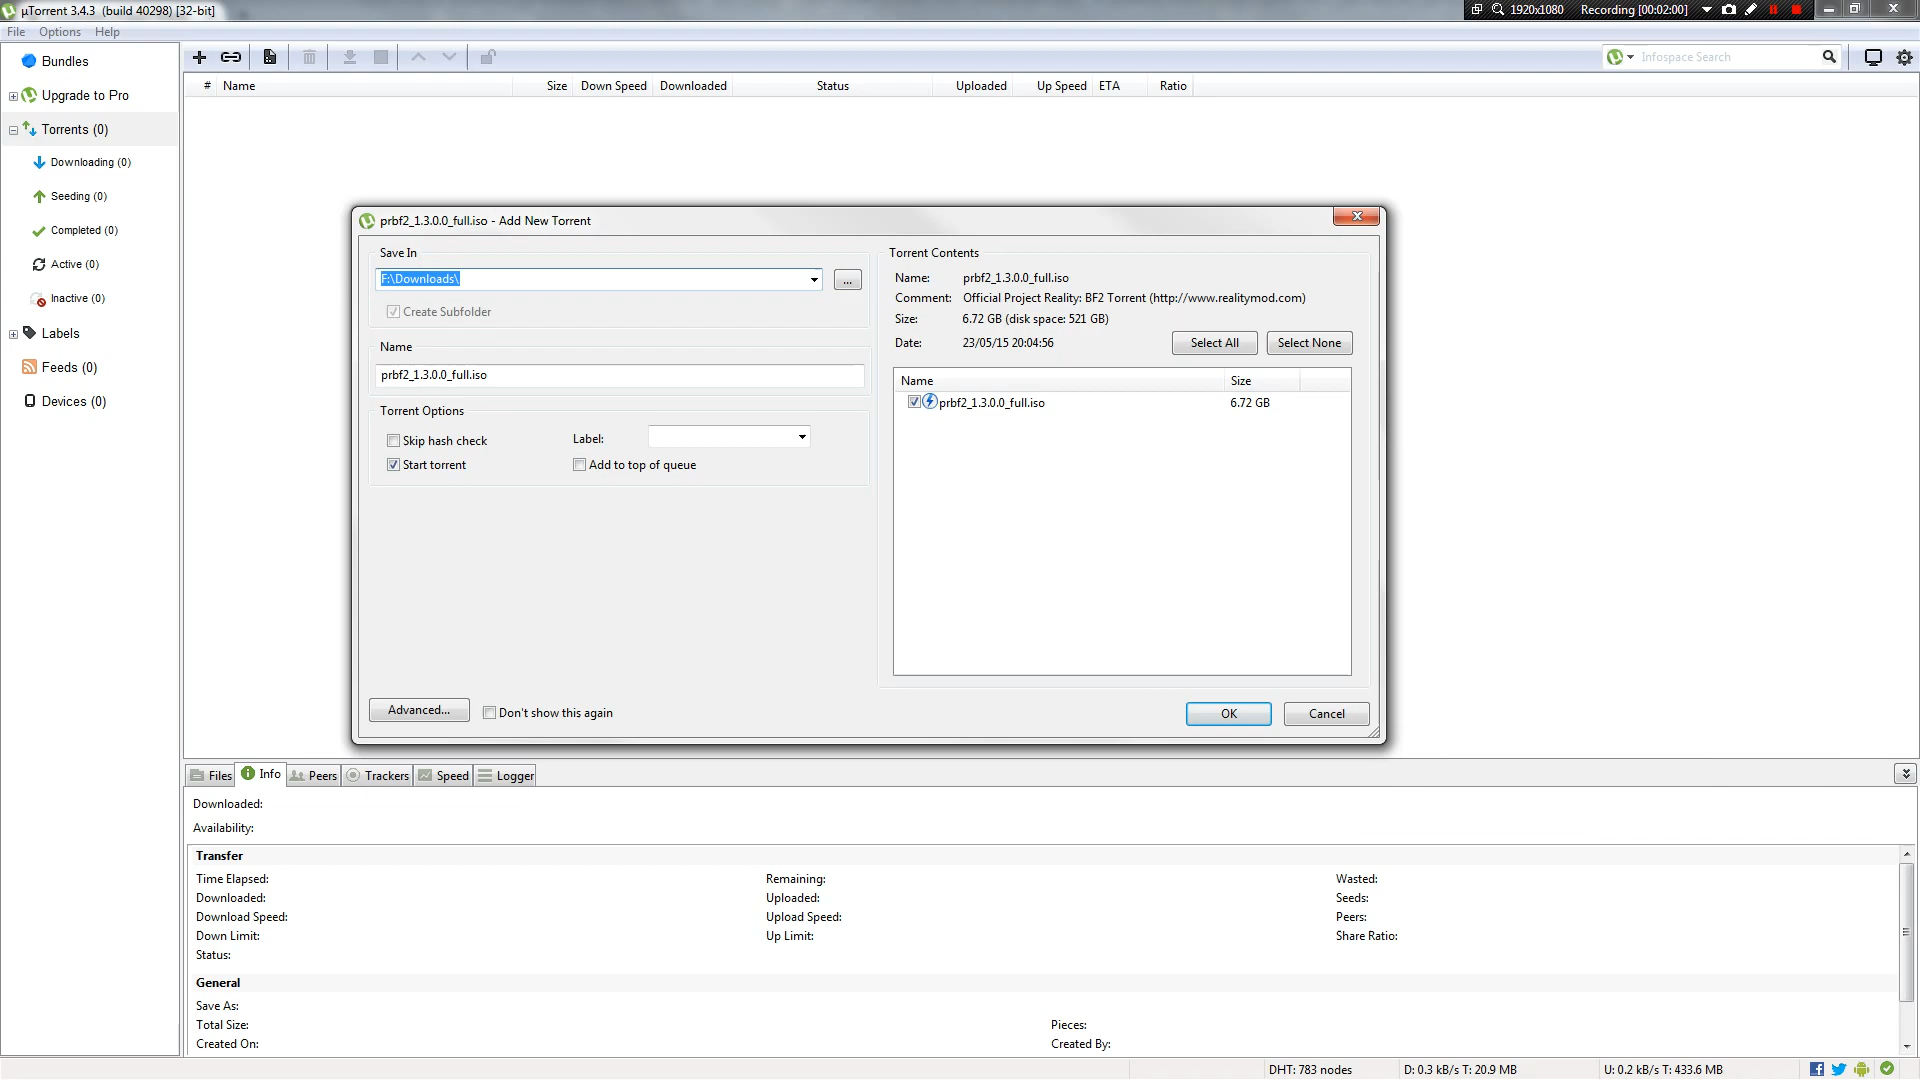 µTorrent 3.4.3 (build 40298) [32-bit]
1920x1080 Recording [00:02:00]
File Options Help
Bundles
Upgrade to Pro
Torrents (0)
Downloading (0)
Seeding (0)
Completed (0)
Active (0)
Inactive (0)
Labels
Feeds (0)
Devices (0)
Infospace Search
# Name Size Down Speed Downloaded Status Uploaded Up Speed ETA Ratio
prbf2_1.3.0.0_full.iso - Add New Torrent
Save In
F:\Downloads\
...
Create Subfolder
Name
prbf2_1.3.0.0_full.iso
Torrent Options
Skip hash check
Label:
Start torrent
Add to top of queue
Torrent Contents
Name: prbf2_1.3.0.0_full.iso
Comment: Official Project Reality: BF2 Torrent (http://www.realitymod.com)
Size: 6.72 GB (disk space: 521 GB)
Date: 23/05/15 20:04:56
Select All
Select None
Name Size
prbf2_1.3.0.0_full.iso 6.72 GB
Advanced...
Don't show this again
OK
Cancel
Files Info Peers Trackers Speed Logger
Downloaded:
Availability:
Transfer
Time Elapsed: Remaining: Wasted:
Downloaded: Uploaded: Seeds:
Download Speed: Upload Speed: Peers:
Down Limit: Up Limit: Share Ratio:
Status:
General
Save As:
Total Size: Pieces:
Created On: Created By:
DHT: 783 nodes D: 0.3 kB/s T: 20.9 MB U: 0.2 kB/s T: 433.6 MB